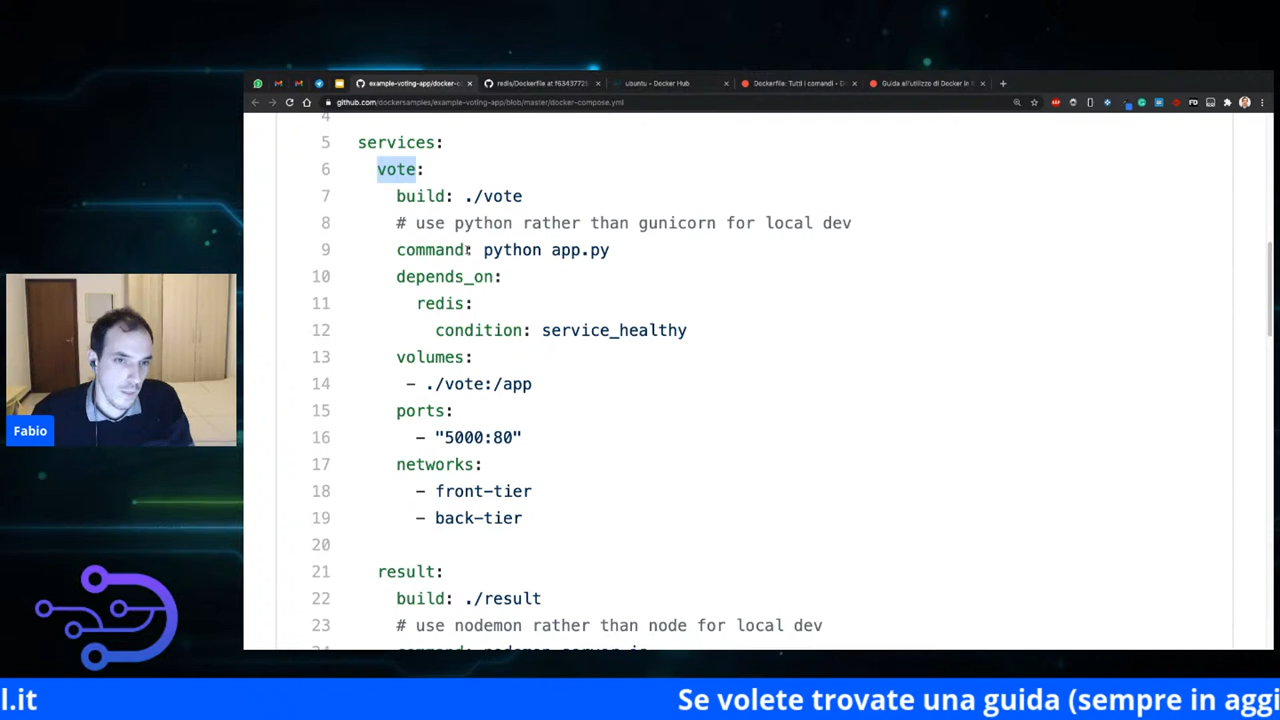 example-voting-app/docker-c
redis/Dockerfile at f63437725
ubuntu - Docker Hub
Dockerfile: Tutti i comandi - D
Guida all'utilizzo di Docker in
github.com/dockersamples/example-voting-app/blob/master/docker-compose.yml
4
5 services:
6 vote:
7 build: ./vote
8 # use python rather than gunicorn for local dev
9 command: python app.py
10 depends_on:
11 redis:
12 condition: service_healthy
13 volumes:
14 - ./vote:/app
15 ports:
16 - "5000:80"
17 networks:
18 - front-tier
19 - back-tier
20
21 result:
22 build: ./result
23 # use nodemon rather than node for local dev
Fabio
l.it
Se volete trovate una guida (sempre in aggi